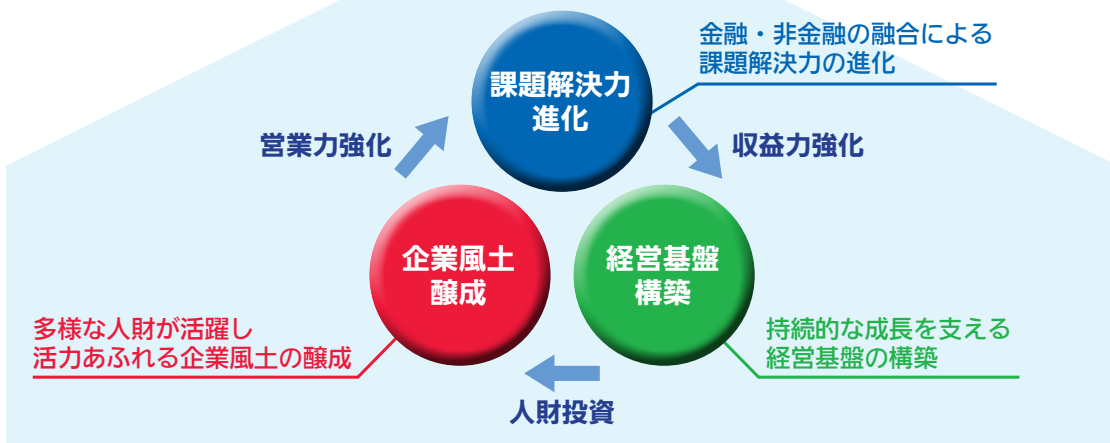 金融・非金融の融合による
課題解決力の進化
課題解決力
進化
営業力強化
収益力強化
企業風土
醸成
経営基盤
構築
多様な人財が活躍し
活力あふれる企業風土の醸成
持続的な成長を支える
経営基盤の構築
人財投資